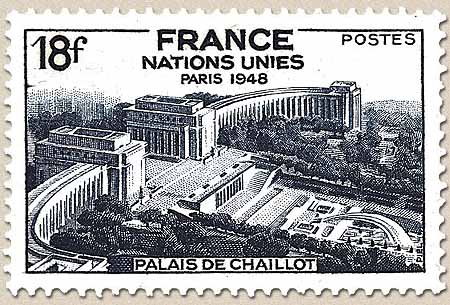 18f
FRANCE
POSTES
NATIONS UNIES
PARIS 1948
PALAIS DE CHAILLOT